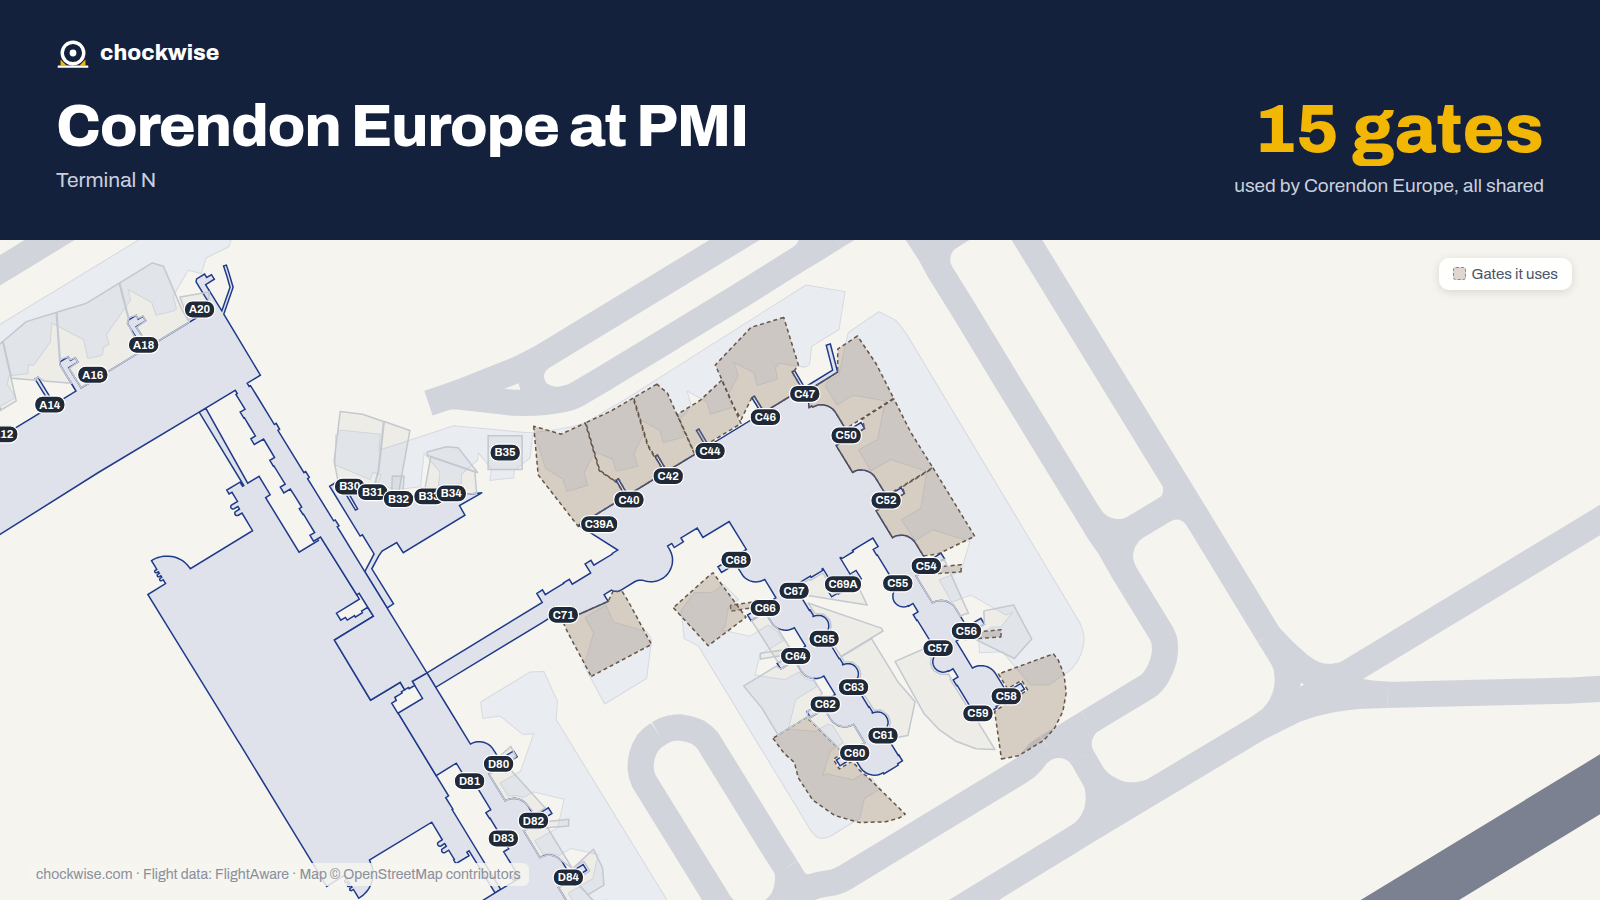 chockwise
Corendon Europe at PMI
Terminal N
15 gates
used by Corendon Europe, all shared
Gates it uses
A20
A18
A16
A14
12
B30
B31
B32
B34
B35
C39A
C40
C42
C44
C46
C47
C50
C52
C54
C55
C56
C57
C58
C59
C60
C61
C62
C63
C64
C65
C66
C67
C68
C69A
C71
D80
D81
D82
D83
D84
chockwise.com · Flight data: FlightAware · Map © OpenStreetMap contributors